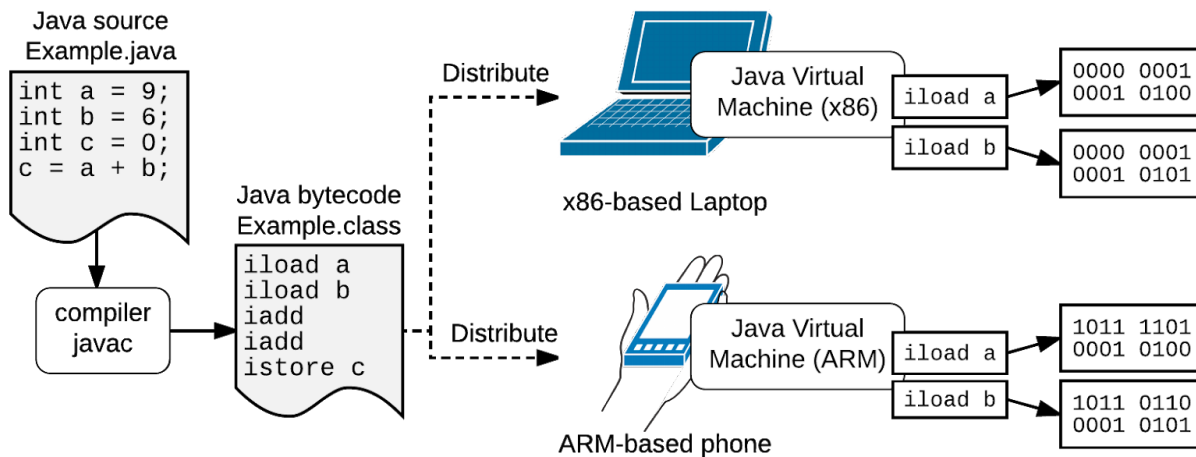 Java source
Example.java
int a = 9;
int b = 6;
int c = 0;
c = a + b;
compiler
javac
Java bytecode
Example.class
iload a
iload b
iadd
iadd
istore c
Distribute
Java Virtual
Machine (x86)
iload a
0000 0001
0001 0100
iload b
0000 0001
0001 0101
x86-based Laptop
Distribute
Java Virtual
Machine (ARM)
iload a
1011 1101
0001 0100
iload b
1011 0110
0001 0101
ARM-based phone